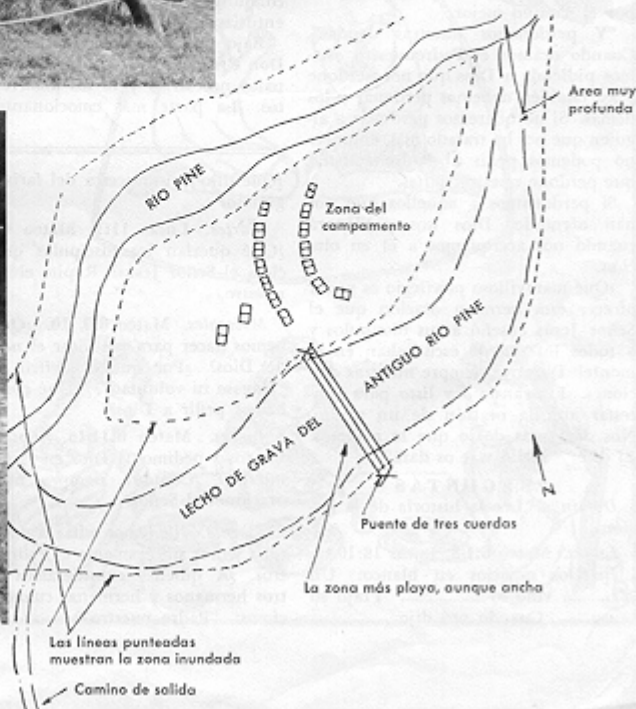 Area muy
profunda
RIO PINE
Zona del
campamento
ANTIGUO RIO PINE
LECHO DE GRAVA DEL
N
Puente de tres cuerdas
La zona más playa, aunque ancha
Las líneas punteadas
muestran la zona inundada
Camino de salida